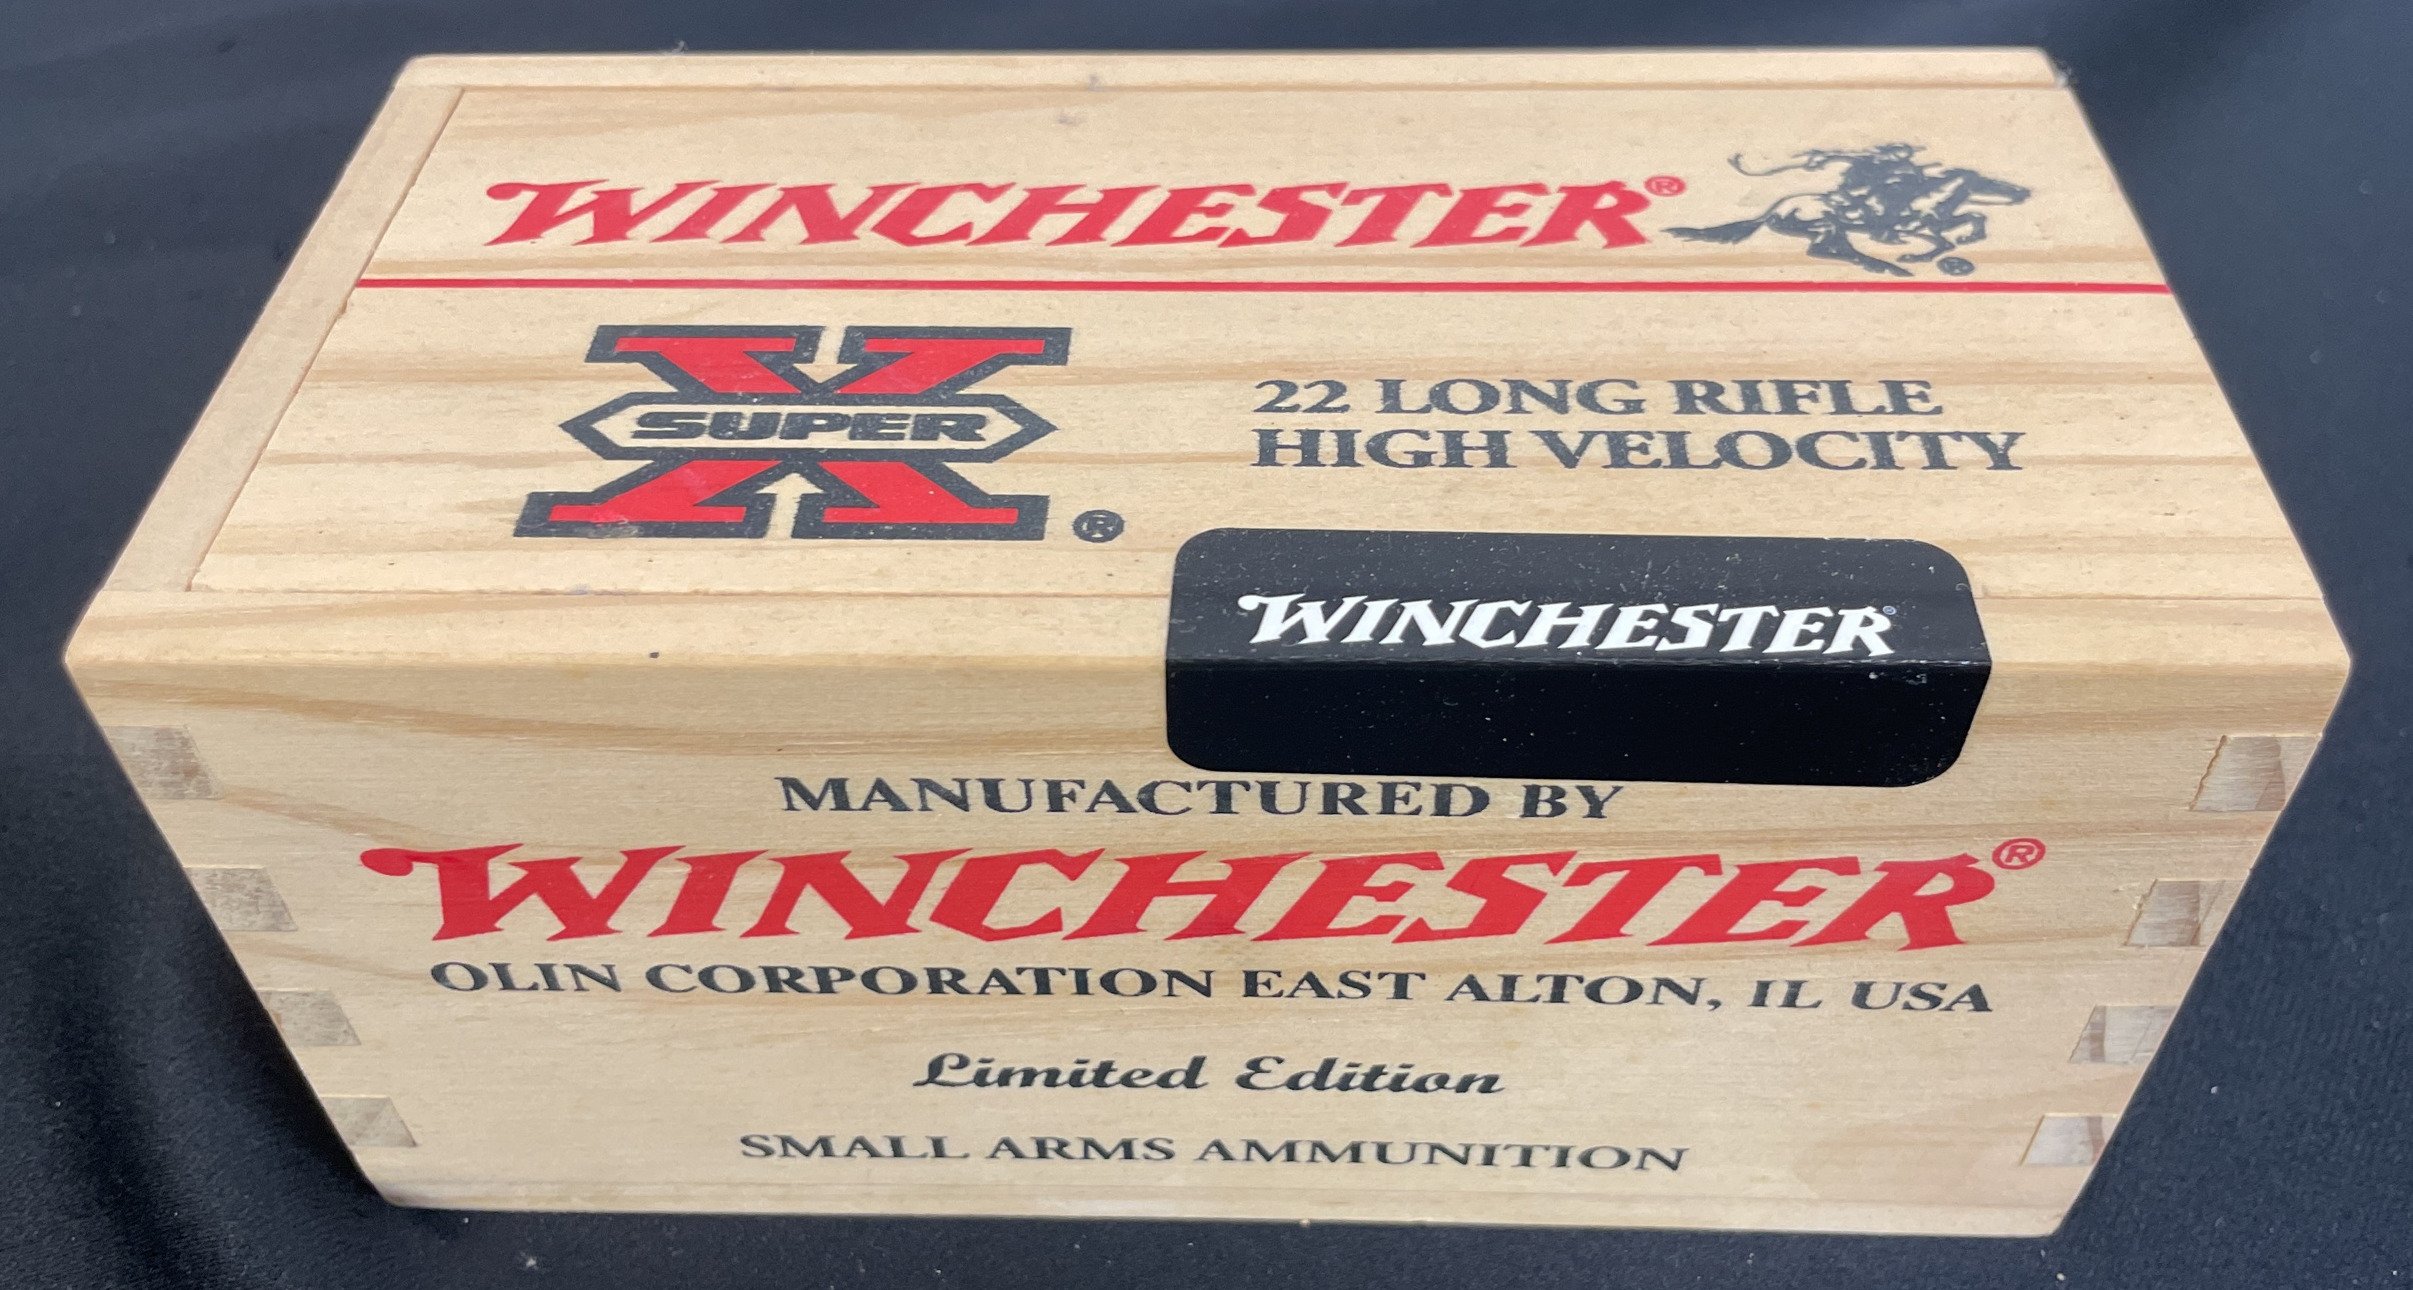 WINCHESTER®
®
SUPER X®
22 LONG RIFLE
HIGH VELOCITY
WINCHESTER®
MANUFACTURED BY
WINCHESTER®
OLIN CORPORATION EAST ALTON, IL USA
Limited Edition
SMALL ARMS AMMUNITION